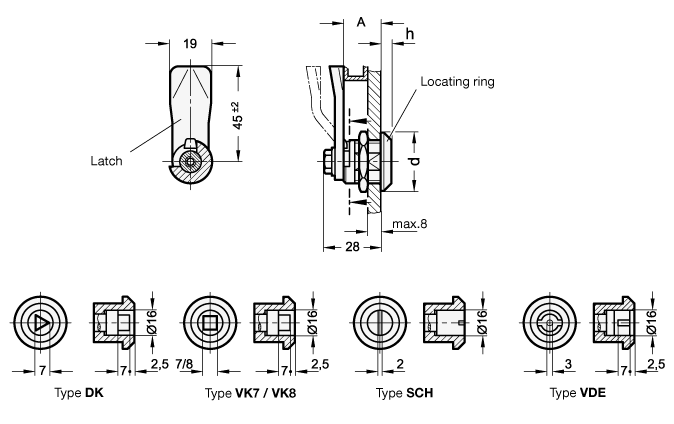 A
h
19
Locating ring
45 ±2
Latch
d
max.8
28
Ø16
Ø16
Ø16
Ø16
7
7
2,5
7/8
7
2,5
2
3
7
2,5
Type DK
Type VK7 / VK8
Type SCH
Type VDE